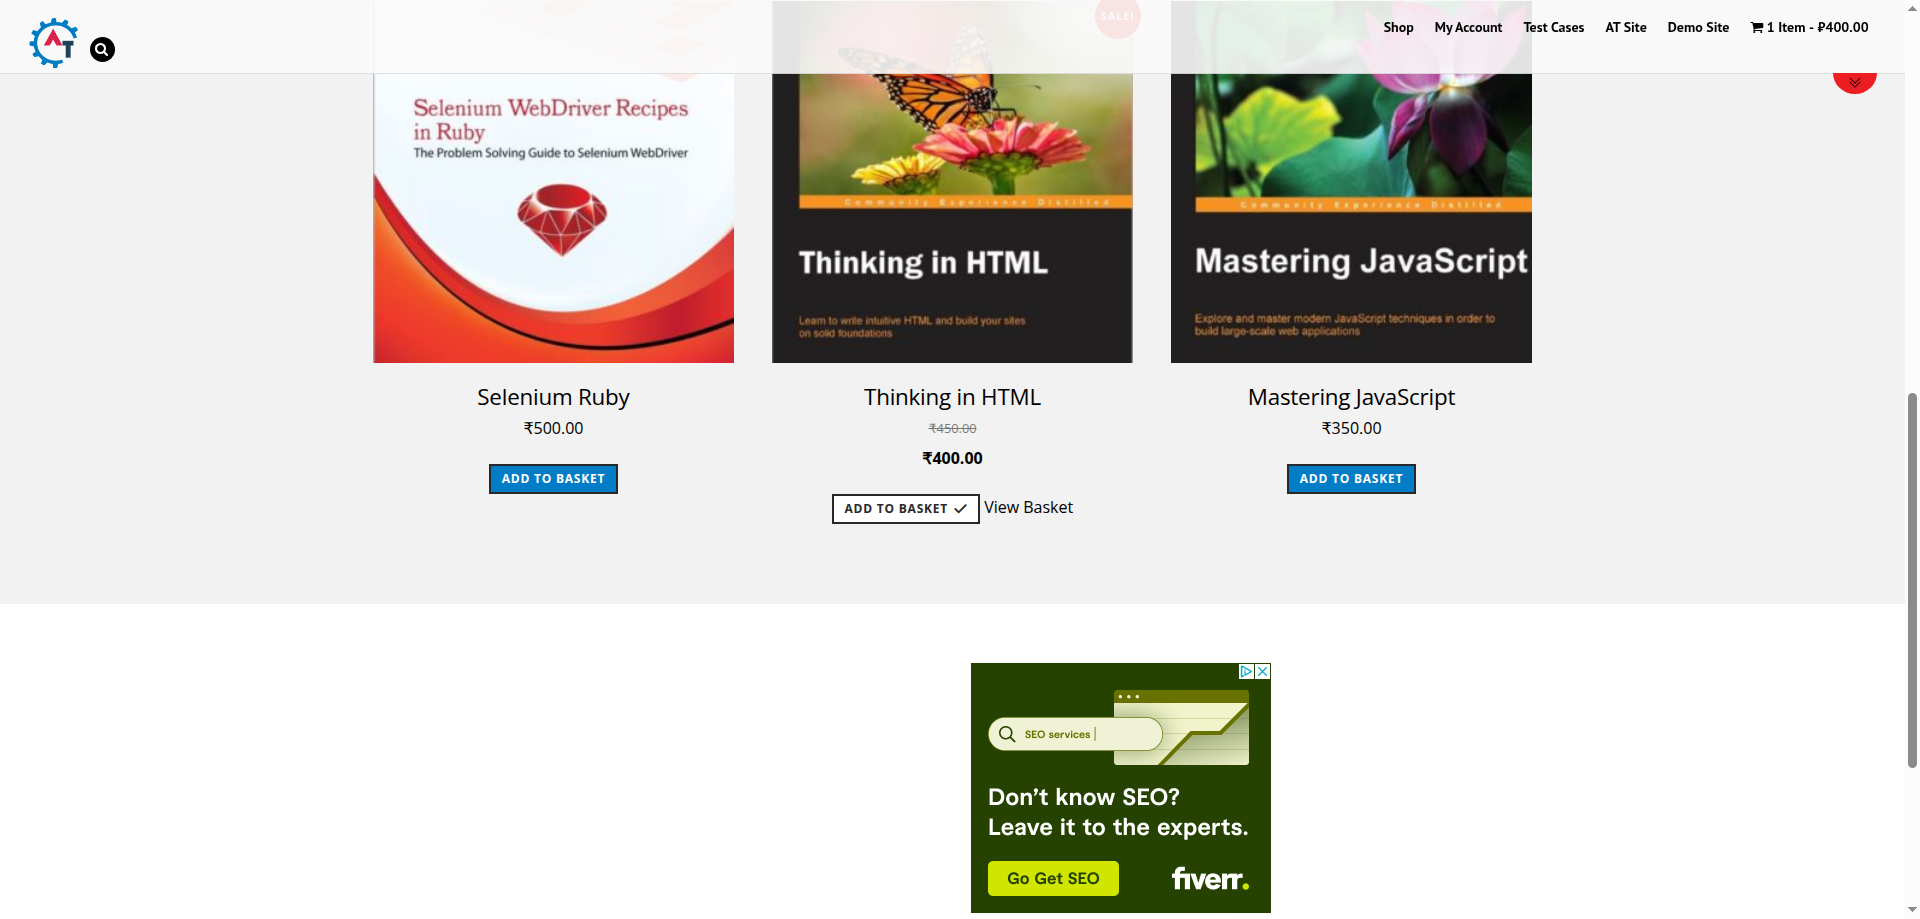 AT
Shop My Account Test Cases AT Site Demo Site 1 Item - ₽400.00
SALE!
Selenium WebDriver Recipes
in Ruby
The Problem Solving Guide to Selenium WebDriver
Community Experience Distilled
Thinking in HTML
Learn to write intuitive HTML and build your sites
on solid foundations
Community Experience Distilled
Mastering JavaScript
Explore and master modern JavaScript techniques in order to
build large-scale web applications
Selenium Ruby
₹500.00
ADD TO BASKET
Thinking in HTML
₹450.00
₹400.00
ADD TO BASKET View Basket
Mastering JavaScript
₹350.00
ADD TO BASKET
SEO services
Don’t know SEO?
Leave it to the experts.
Go Get SEO
fiverr.